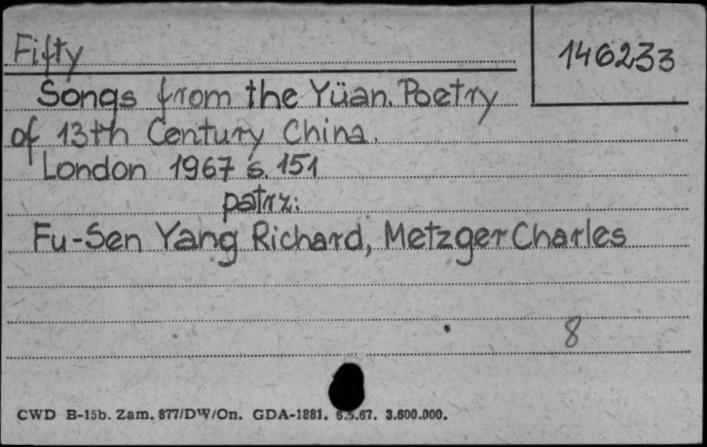 Fifty
146233
Songs from the Yüan. Poetry
of 13th Century China.
London 1967 s. 151
patrz:
Fu-Sen Yang Richard, Metzger Charles
8
CWD B-15b. Zam. 877/DW/On. GDA-1881. 6.5.67. 3.600.000.